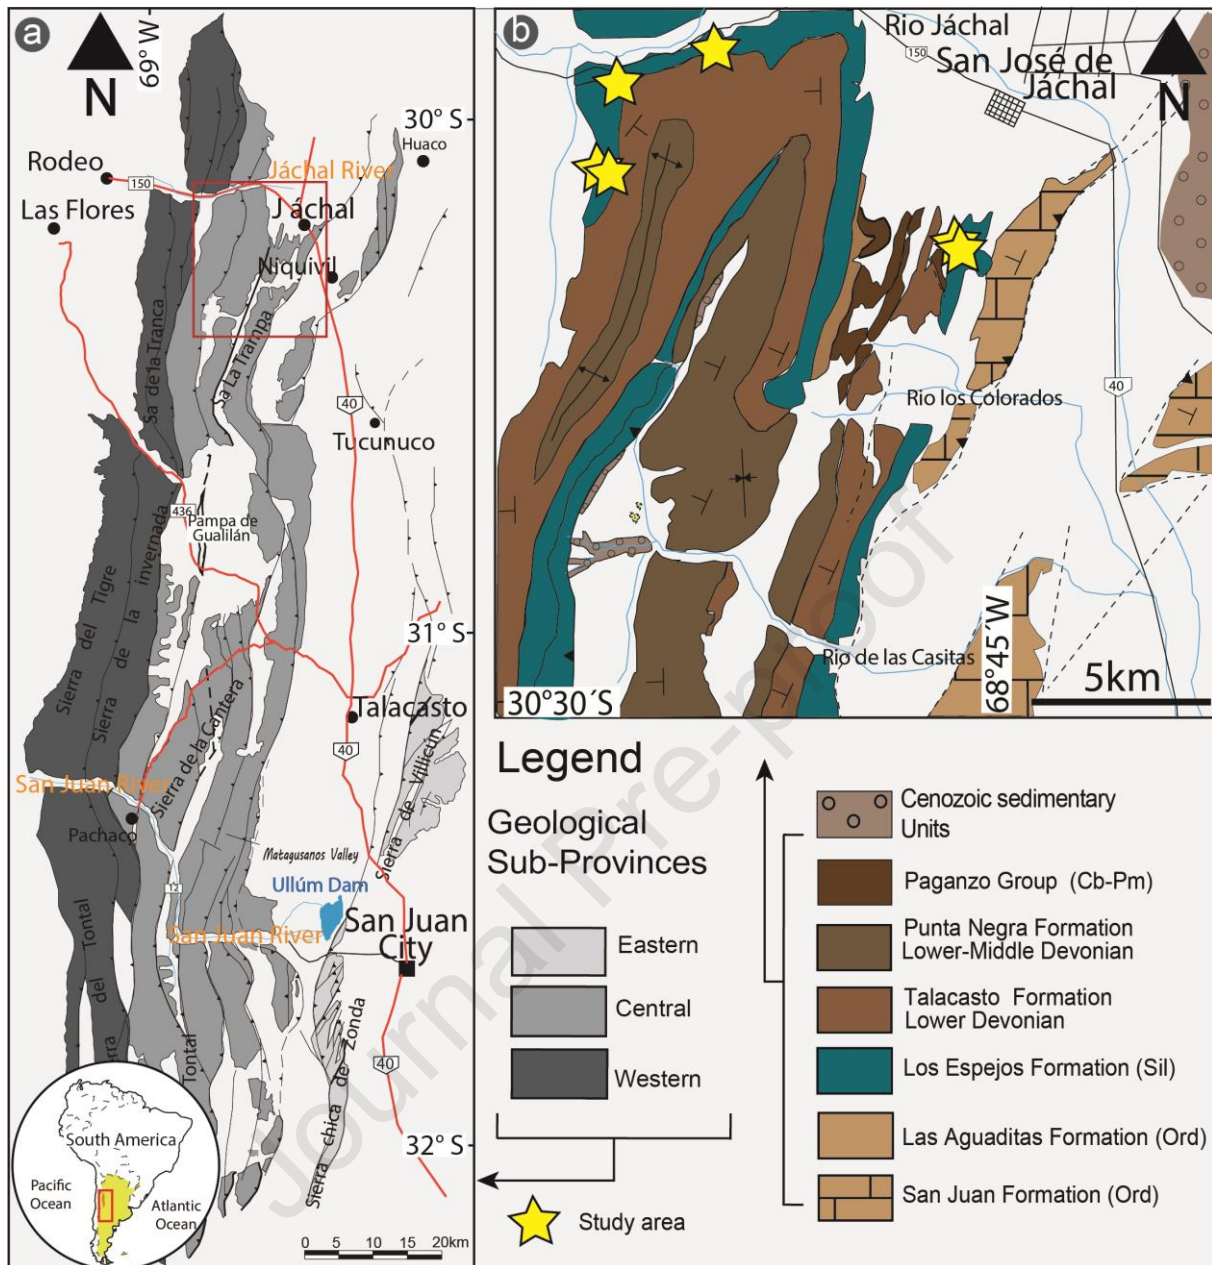 a
N
69° W
30° S
Huaco
Rodeo
150
Jáchal River
Las Flores
J áchal
Niquivil
Sa de la Tranca
Sa La Trampa
40
Tucunuco
436
Pampa de
Gualilán
Sierra del Tigre
Sierra de la invernada
31° S
Sierra de la Cantera
Talacasto
40
San Juan River
Pachaco
Sierra de Villicún
Matagusanos Valley
Ullúm Dam
12
San Juan River
San Juan
City
del Tontal
Tontal
Sierra chica de Zonda
40
32° S
South America
Pacific
Ocean
Atlantic
Ocean
0 5 10 20km
b
Rio Jáchal
150
San José de
Jáchal
N
40
Rio los Colorados
Rio de las Casitas
68°45´W
30°30´S
5km
Legend
Geological
Sub-Provinces
Eastern
Central
Western
Study area
Cenozoic sedimentary
Units
Paganzo Group (Cb-Pm)
Punta Negra Formation
Lower-Middle Devonian
Talacasto Formation
Lower Devonian
Los Espejos Formation (Sil)
Las Aguaditas Formation (Ord)
San Juan Formation (Ord)
Journal Pre-proof